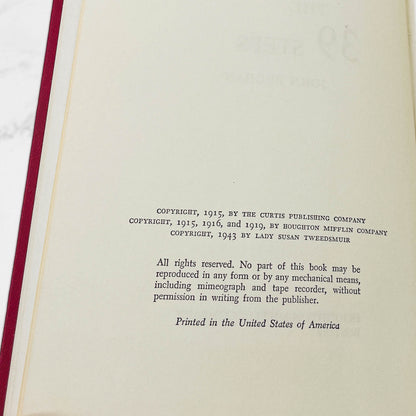 COPYRIGHT, 1915, BY THE CURTIS PUBLISHING COMPANY
COPYRIGHT, 1915, 1916, and 1919, BY HOUGHTON MIFFLIN COMPANY
COPYRIGHT, 1943 BY LADY SUSAN TWEEDSMUIR
All rights reserved. No part of this book may be
reproduced in any form or by any mechanical means,
including mimeograph and tape recorder, without
permission in writing from the publisher.
Printed in the United States of America